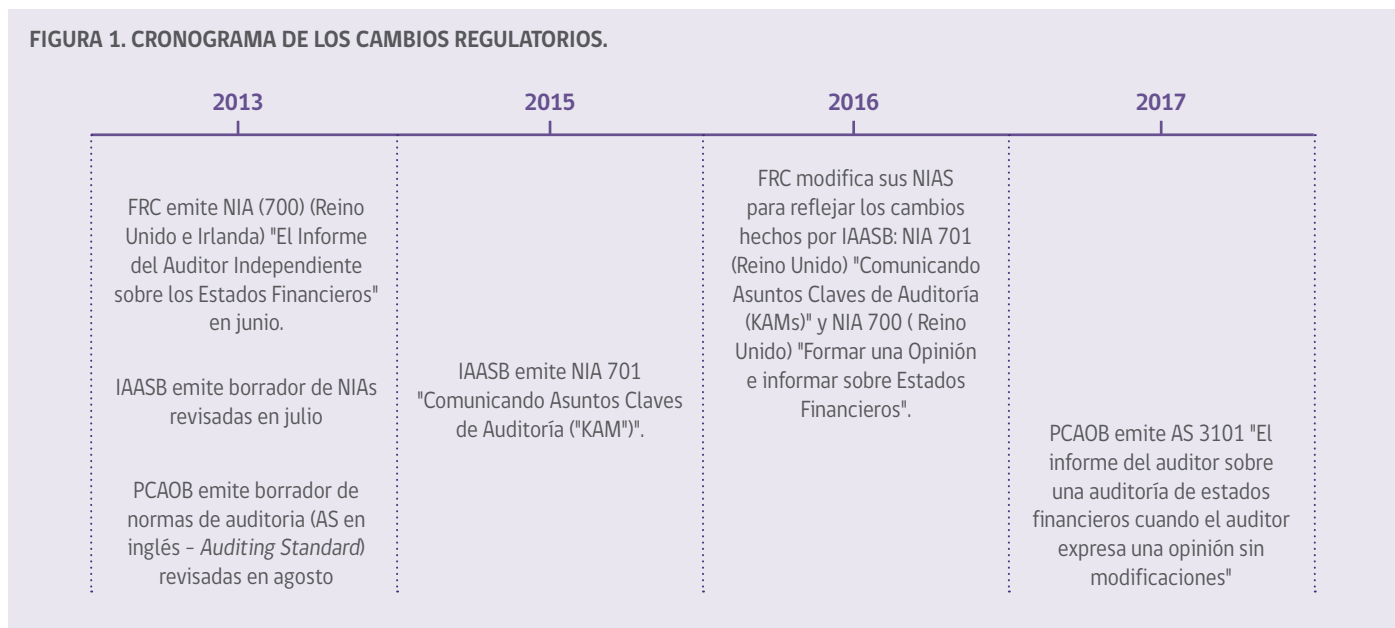 FIGURA 1. CRONOGRAMA DE LOS CAMBIOS REGULATORIOS.
2013
2015
2016
2017
FRC emite NIA (700) (Reino
Unido e Irlanda) "El Informe
del Auditor Independiente
sobre los Estados Financieros"
en junio.
IAASB emite borrador de NIAs
revisadas en julio
PCAOB emite borrador de
normas de auditoria (AS en
inglés – Auditing Standard)
revisadas en agosto
IAASB emite NIA 701
"Comunicando Asuntos Claves
de Auditoría ("KAM")".
FRC modifica sus NIAS
para reflejar los cambios
hechos por IAASB: NIA 701
(Reino Unido) "Comunicando
Asuntos Claves de Auditoría
(KAMs)" y NIA 700 ( Reino
Unido) "Formar una Opinión
e informar sobre Estados
Financieros".
PCAOB emite AS 3101 "El
informe del auditor sobre
una auditoría de estados
financieros cuando el auditor
expresa una opinión sin
modificaciones"